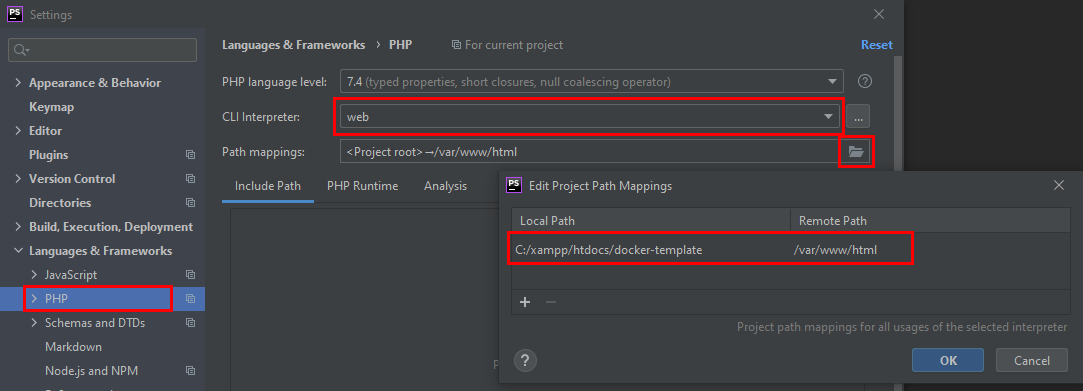 PS Settings
Languages & Frameworks › PHP For current project Reset
PHP language level: 7.4 (typed properties, short closures, null coalescing operator) ?
CLI Interpreter: web ...
Path mappings: <Project root>→/var/www/html
Include Path PHP Runtime Analysis
Appearance & Behavior
Keymap
Editor
Plugins
Version Control
Directories
Build, Execution, Deployment
Languages & Frameworks
JavaScript
PHP
Schemas and DTDs
Markdown
Node.js and NPM
PS Edit Project Path Mappings
Local Path Remote Path
C:/xampp/htdocs/docker-template /var/www/html
+ −
Project path mappings for all usages of the selected interpreter
? OK Cancel